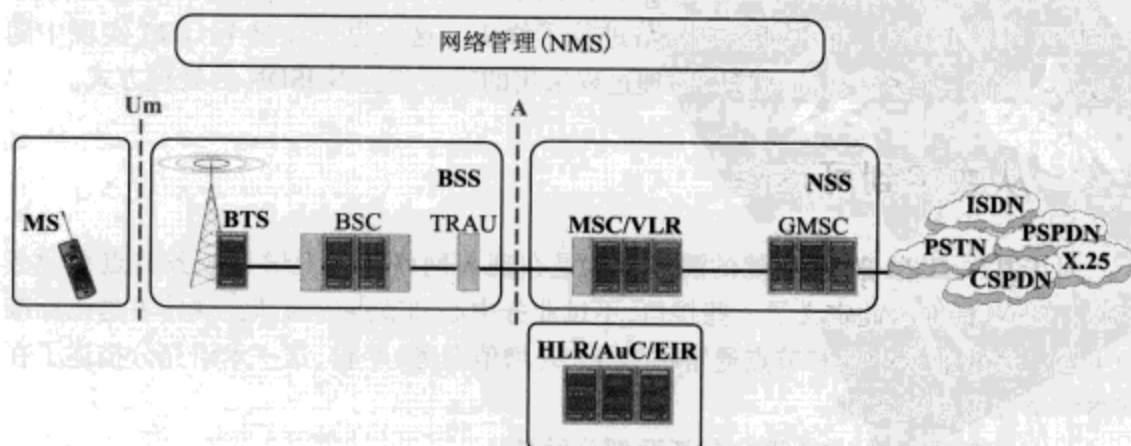 网络管理(NMS)
Um
A
MS
BTS
BSC
BSS
TRAU
NSS
MSC/VLR
GMSC
ISDN
PSTN
PSPDN
X.25
CSPDN
HLR/AuC/EIR